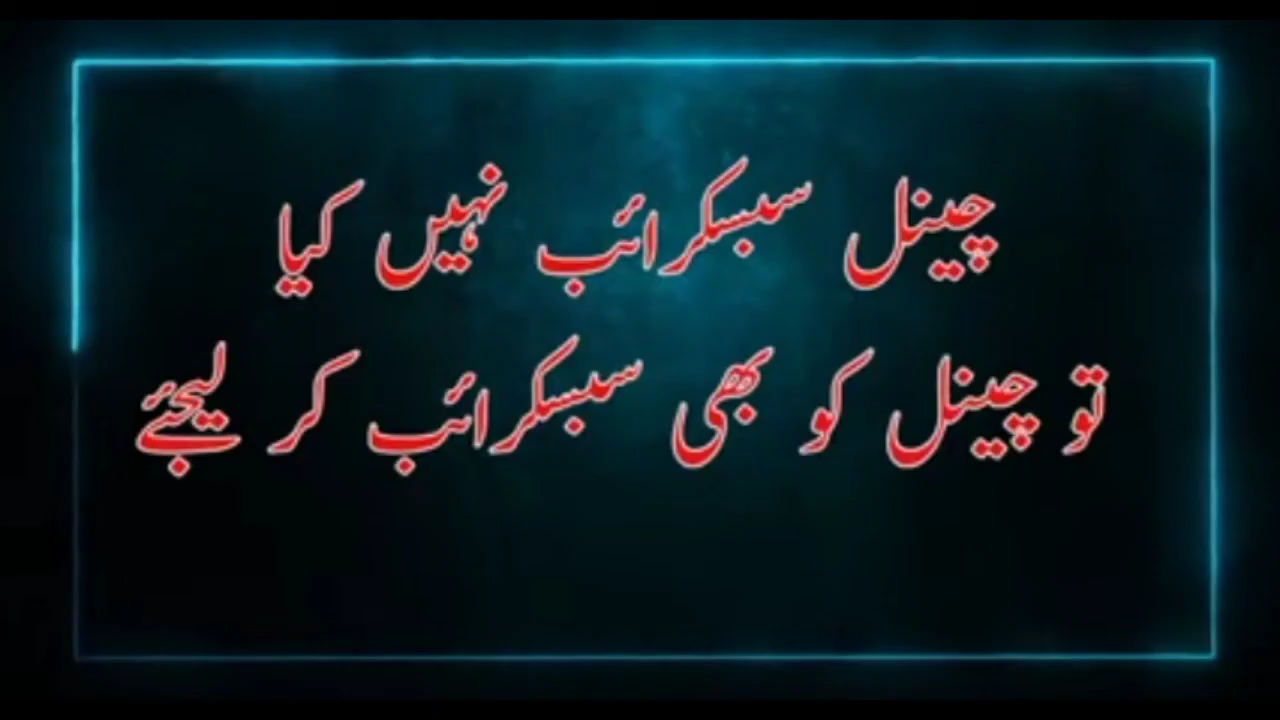 چینل سبسکرائب نہیں کیا
تو چینل کو بھی سبسکرائب کر لیجئے